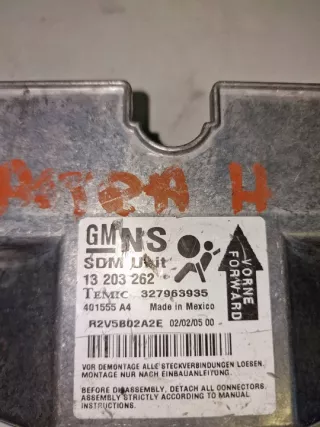 ASTRA H
GM NS
SDM Unit
13 203 262
TEMIC 327963935
401555 A4 Made in Mexico
R2V5B02A2E 02/02/05 00
VORNE
FORWARD
VOR DEMONTAGE ALLE STECKVERBINDUNGEN LOESEN.
MONTAGE NUR NACH EINBAUANLEITUNG.
BEFORE DISASSEMBLY, DETACH ALL CONNECTORS.
ASSEMBLY STRICTLY ACCORDING TO MANUAL
INSTRUCTIONS.